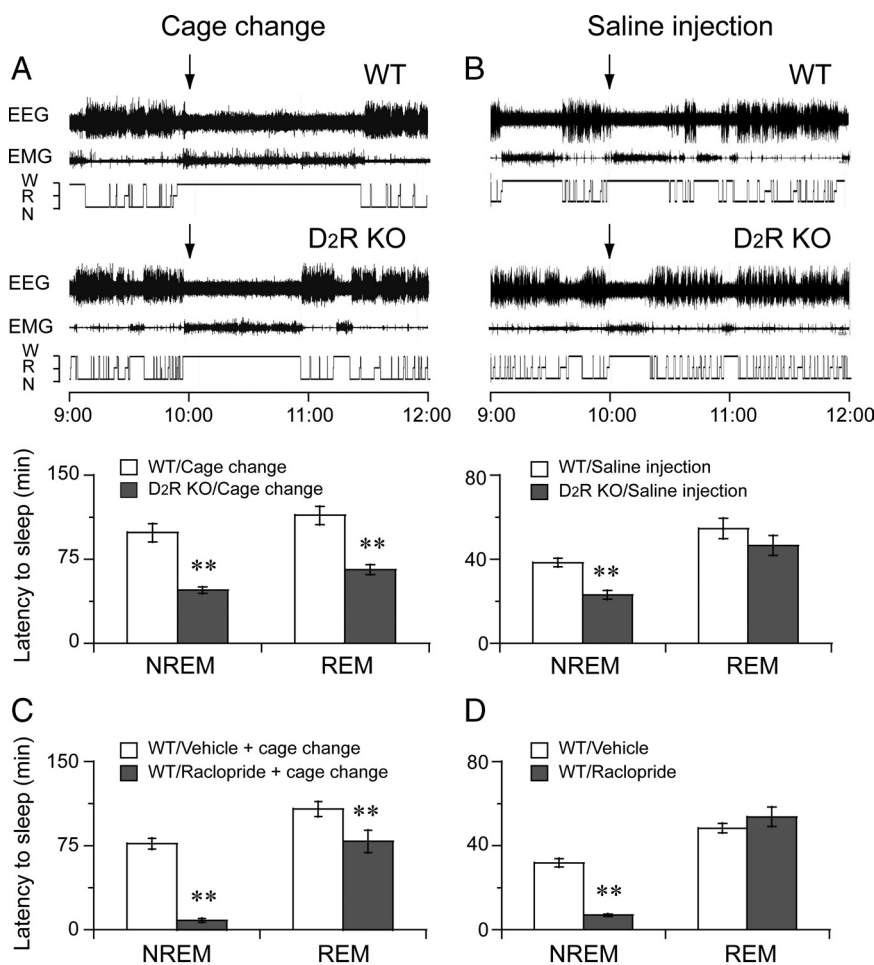 Cage change
Saline injection
A
WT
B
WT
EEG
EMG
W
R
N
D2R KO
D2R KO
EEG
EMG
W
R
N
9:00 10:00 11:00 12:00
9:00 10:00 11:00 12:00
Latency to sleep (min)
150
75
0
WT/Cage change
D2R KO/Cage change
**
**
NREM REM
80
40
0
WT/Saline injection
D2R KO/Saline injection
**
NREM REM
C
Latency to sleep (min)
150
75
0
WT/Vehicle + cage change
WT/Raclopride + cage change
**
**
NREM REM
D
80
40
0
WT/Vehicle
WT/Raclopride
**
NREM REM